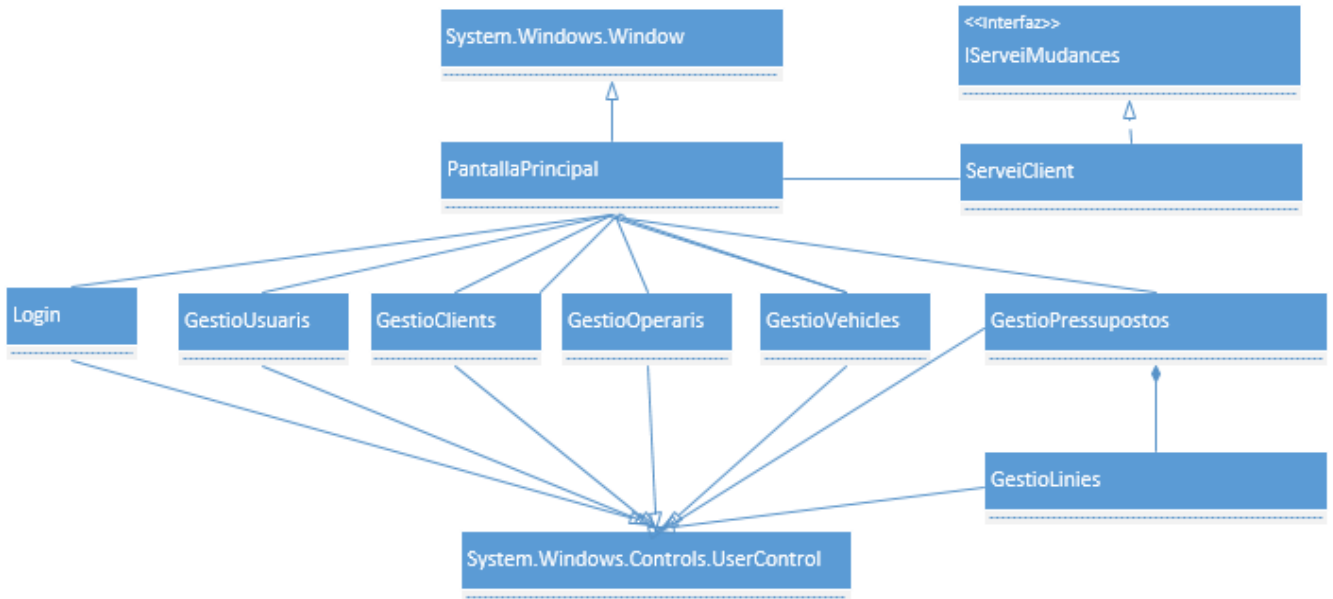 System.Windows.Window
<<Interfaz>>
IServeiMudances
PantallaPrincipal
ServeiClient
Login
GestioUsuaris
GestioClients
GestioOperaris
GestioVehicles
GestioPressupostos
GestioLinies
System.Windows.Controls.UserControl